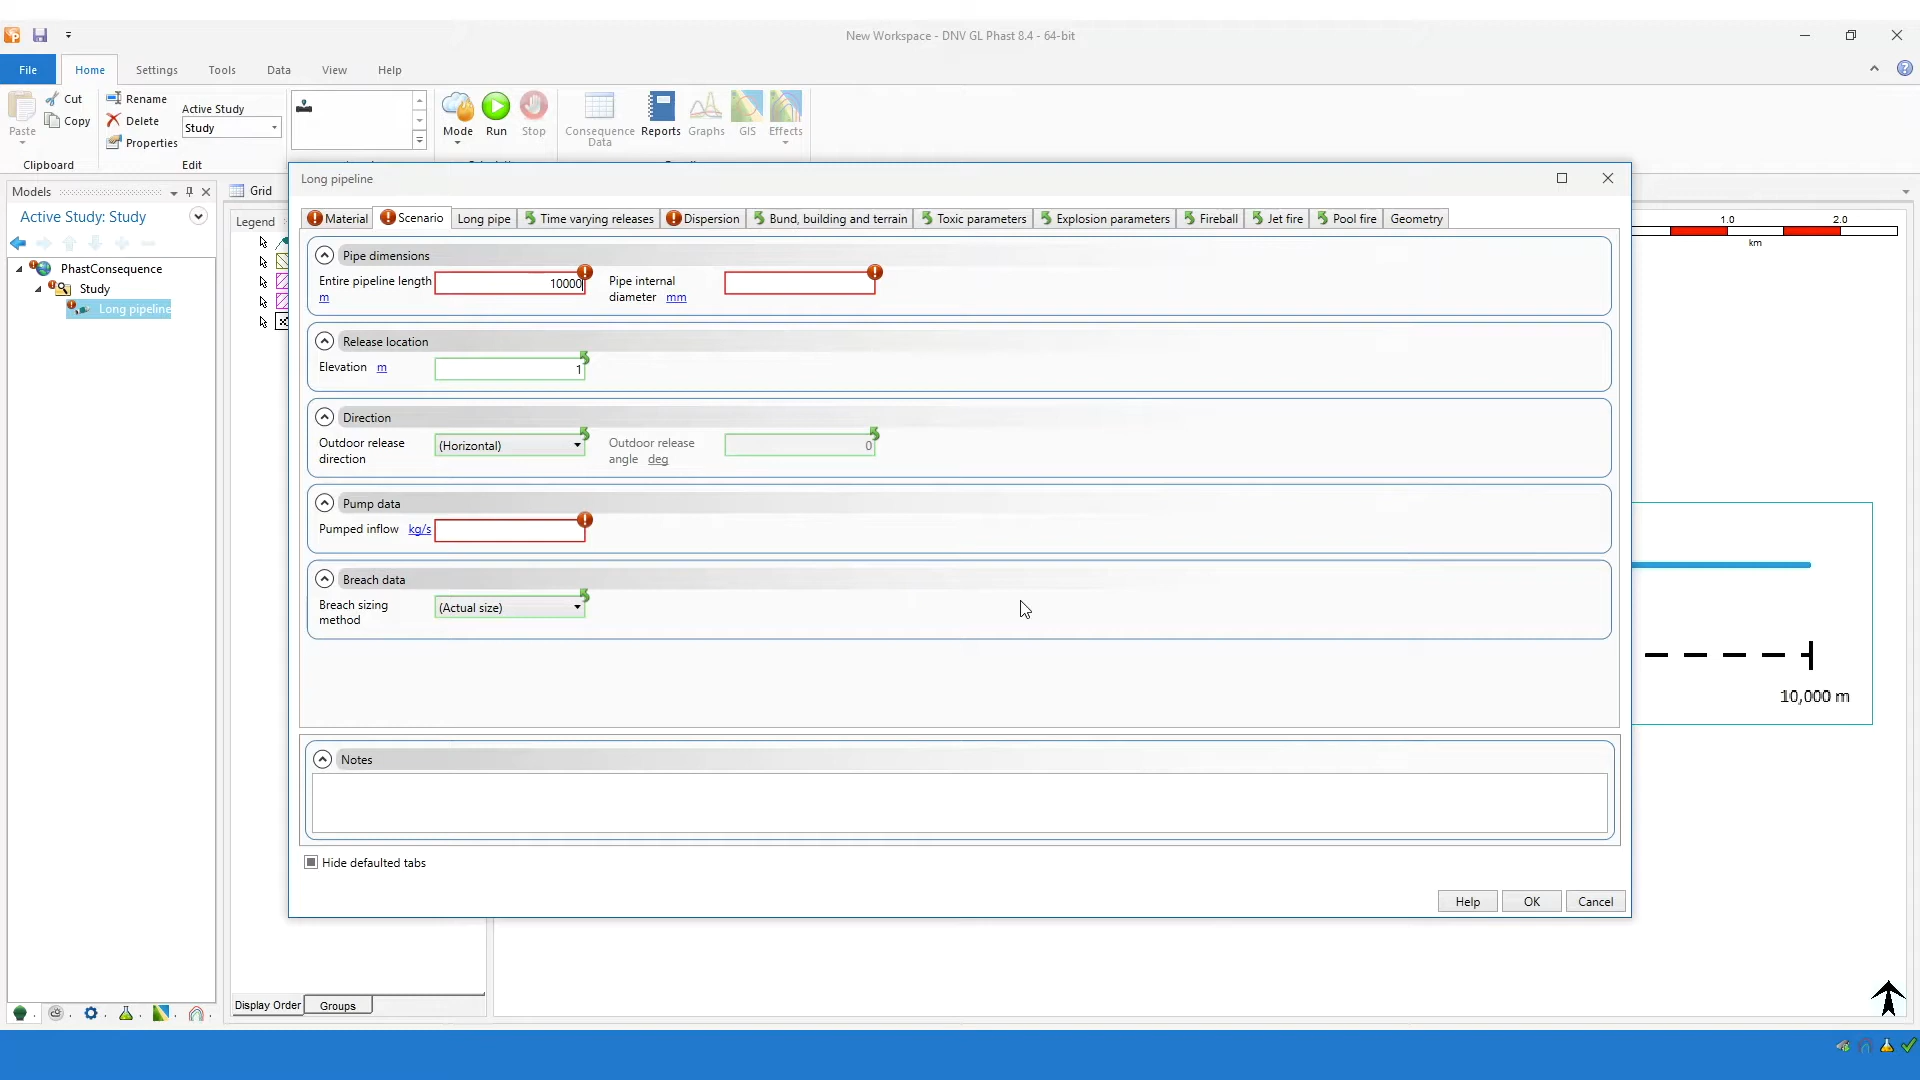 New Workspace - DNV GL Phast 8.4 - 64-bit
File
Home
Settings
Tools
Data
View
Help
Paste
Cut
Copy
Clipboard
Rename
Delete
Properties
Edit
Active Study
Study
Mode
Run
Stop
Consequence
Data
Reports
Graphs
GIS
Effects
Models
Active Study: Study
PhastConsequence
Study
Long pipeline
Grid
Legend
Display Order
Groups
Long pipeline
Material
Scenario
Long pipe
Time varying releases
Dispersion
Bund, building and terrain
Toxic parameters
Explosion parameters
Fireball
Jet fire
Pool fire
Geometry
Pipe dimensions
Entire pipeline length
m
10000
Pipe internal
diameter mm
Release location
Elevation m
1
Direction
Outdoor release
direction
(Horizontal)
Outdoor release
angle deg
0
Pump data
Pumped inflow kg/s
Breach data
Breach sizing
method
(Actual size)
Notes
Hide defaulted tabs
Help
OK
Cancel
1.0
2.0
km
10,000 m